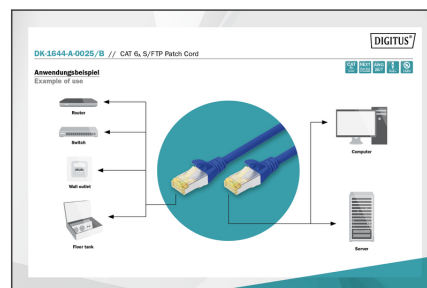 DIGITUS®
DK-1644-A-0025/B // CAT 6A S/FTP Patch Cord
Anwendungsbeispiel
Example of use
Router
Switch
Wall outlet
Floor tank
Computer
Server